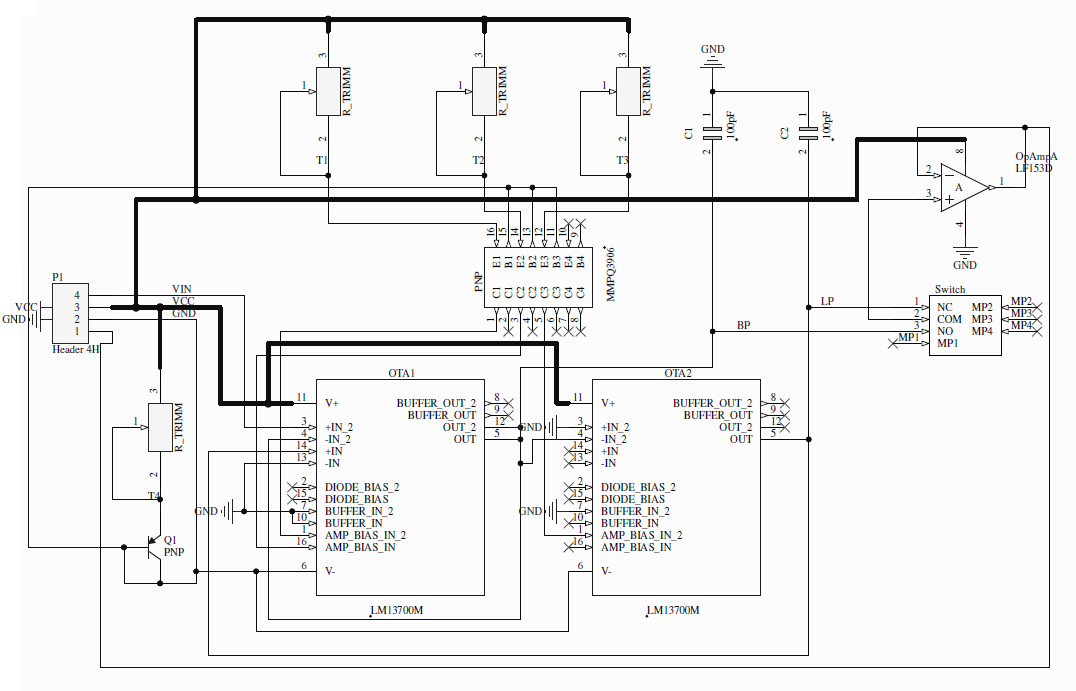 GND
3
3
3
1
1
1
R_TRIMM
R_TRIMM
R_TRIMM
2
2
2
T1
T2
T3
C1
1
2
100pF
C2
1
2
100pF
8
OpAmpA
LF153D
2
3
A
1
4
GND
16
15
14
13
12
11
10
9
E1
B1
E2
B2
E3
B3
E4
B4
PNP
MMPQ3906
C1
C1
C2
C2
C3
C3
C4
C4
1
2
3
4
5
6
7
8
P1
4
3
2
1
VCC
GND
Header 4H
VIN
VCC
GND
LP
BP
Switch
1
2
3
NC
COM
NO
MP1
MP1
MP2
MP3
MP4
MP2
MP3
MP4
3
1
R_TRIMM
2
T4
Q1
PNP
GND
OTA1
11 V+
3 +IN_2
4 -IN_2
14 +IN
13 -IN
2 DIODE_BIAS_2
15 DIODE_BIAS
7 BUFFER_IN_2
10 BUFFER_IN
1 AMP_BIAS_IN_2
16 AMP_BIAS_IN
6 V-
BUFFER_OUT_2 8
BUFFER_OUT 9
OUT_2 12
OUT 5
LM13700M
GND
GND
OTA2
11 V+
3 +IN_2
4 -IN_2
14 +IN
13 -IN
2 DIODE_BIAS_2
15 DIODE_BIAS
7 BUFFER_IN_2
10 BUFFER_IN
1 AMP_BIAS_IN_2
16 AMP_BIAS_IN
6 V-
BUFFER_OUT_2 8
BUFFER_OUT 9
OUT_2 12
OUT 5
LM13700M